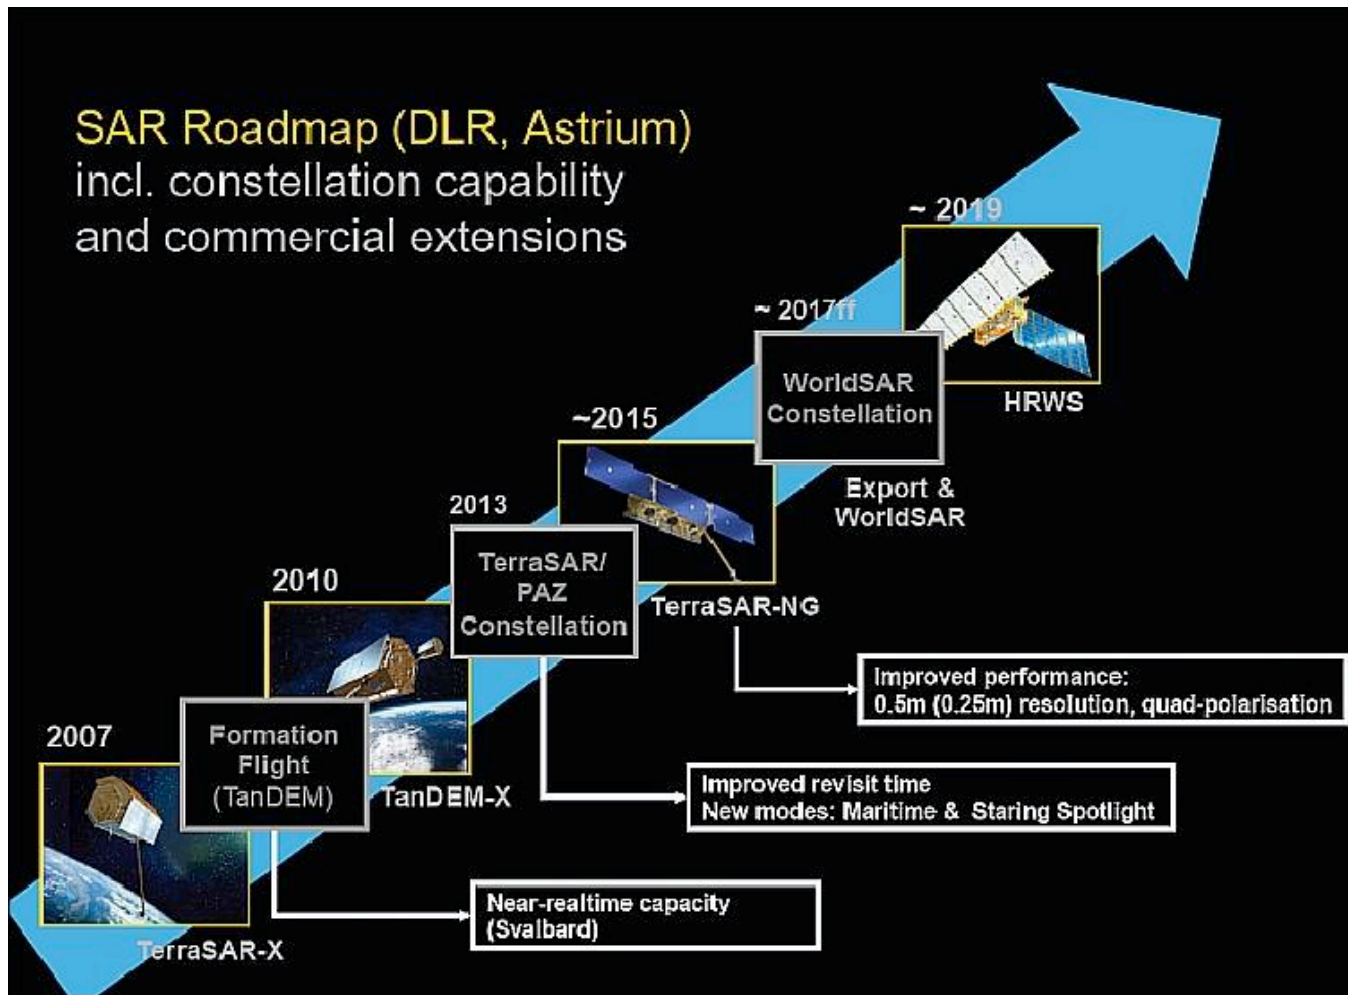 SAR Roadmap (DLR, Astrium)
incl. constellation capability
and commercial extensions
~ 2019
HRWS
~ 2017ff
WorldSAR
Constellation
Export &
WorldSAR
~2015
TerraSAR-NG
Improved performance:
0.5m (0.25m) resolution, quad-polarisation
2013
TerraSAR/
PAZ
Constellation
Improved revisit time
New modes: Maritime & Staring Spotlight
2010
TanDEM-X
Formation
Flight
(TanDEM)
Near-realtime capacity
(Svalbard)
2007
TerraSAR-X